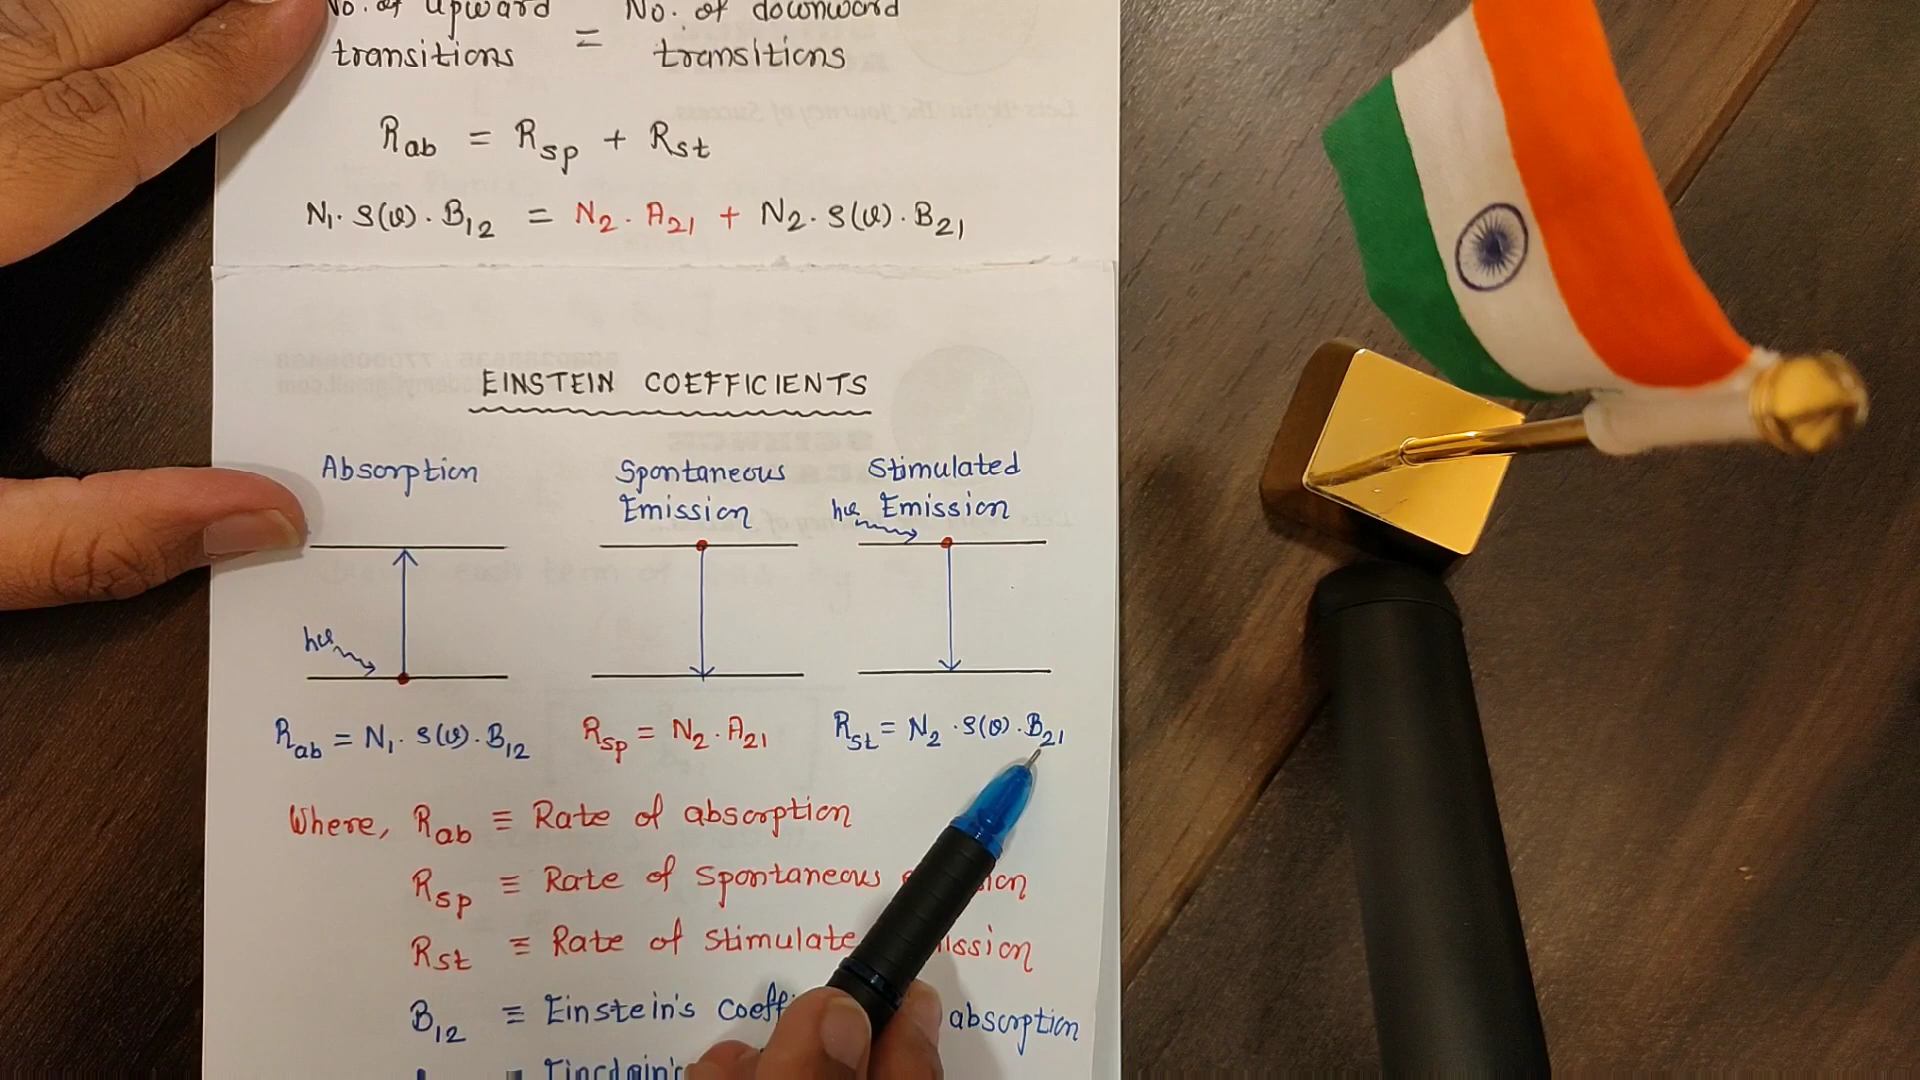 No. of upward No. of downward
transitions = transitions
Rab = Rsp + Rst
N1 · ρ(ν) · B12 = N2 · A21 + N2 · ρ(ν) · B21
EINSTEIN COEFFICIENTS
Absorption Spontaneous Stimulated
Emission hν Emission
hν
Rab = N1 · ρ(ν) · B12 Rsp = N2 · A21 Rst = N2 · ρ(ν) · B21
Where, Rab ≡ Rate of absorption
Rsp ≡ Rate of spontaneous
Rst ≡ Rate of stimulate
B12 ≡ Einstein's absorption